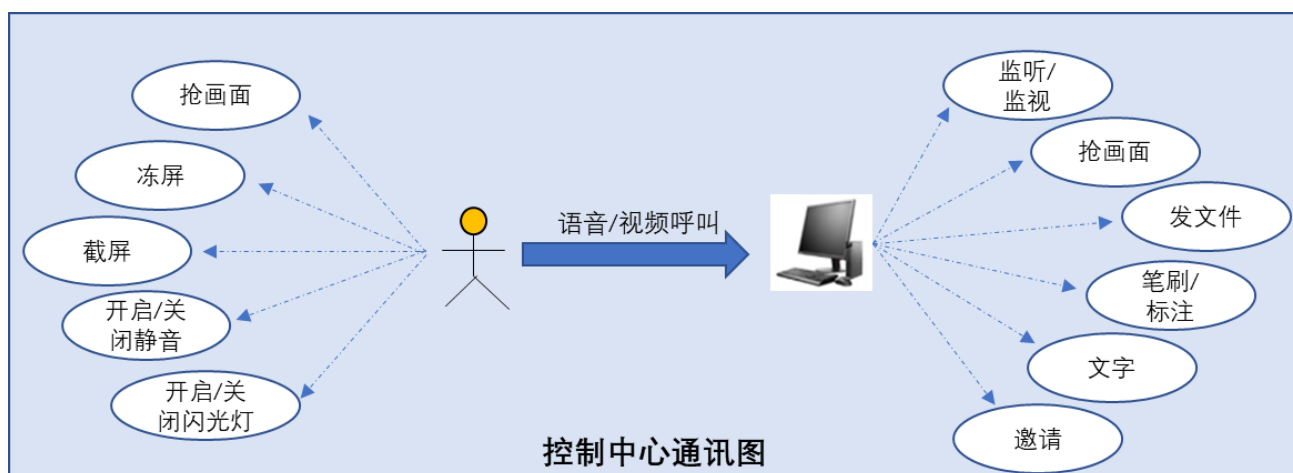 抢画面
冻屏
截屏
开启/关
闭静音
开启/关
闭闪光灯
语音/视频呼叫
监听/
监视
抢画面
发文件
笔刷/
标注
文字
邀请
控制中心通讯图